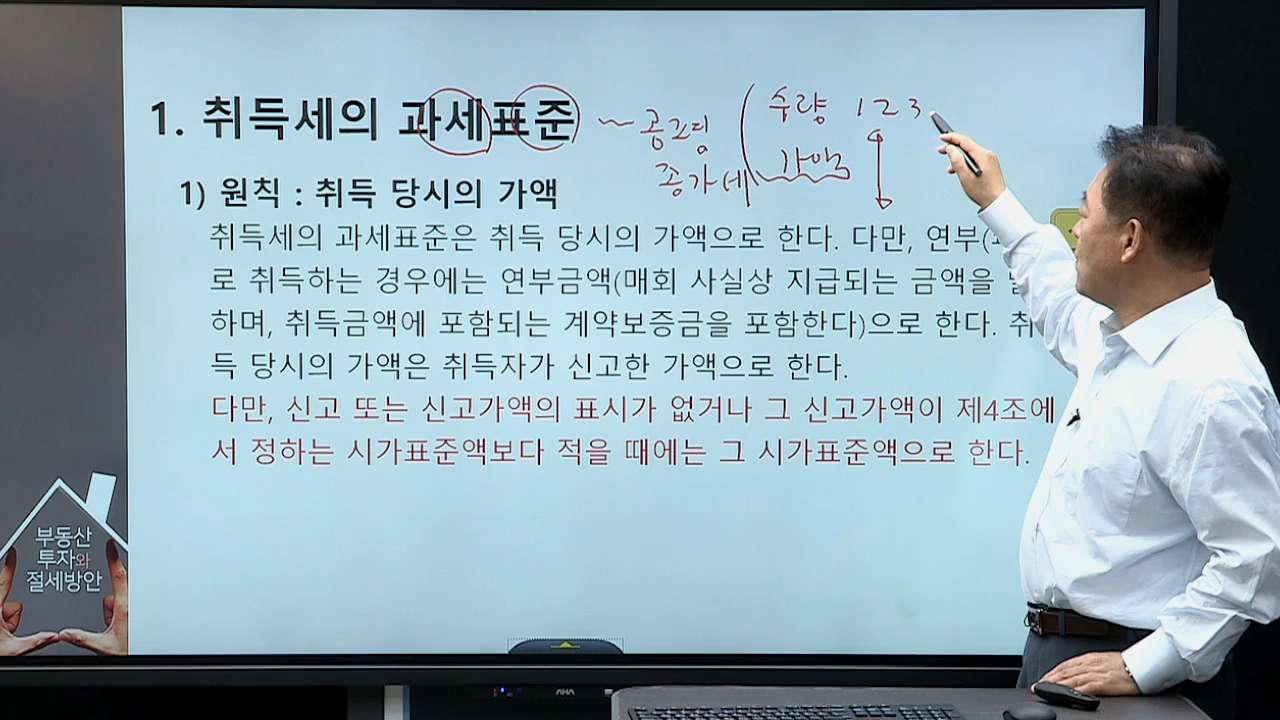 1. 취득세의 과세표준
수량 1 2 3
가액
종가세
1) 원칙 : 취득 당시의 가액
취득세의 과세표준은 취득 당시의 가액으로 한다. 다만, 연부(
로 취득하는 경우에는 연부금액(매회 사실상 지급되는 금액을
하며, 취득금액에 포함되는 계약보증금을 포함한다)으로 한다. 취
득 당시의 가액은 취득자가 신고한 가액으로 한다.
다만, 신고 또는 신고가액의 표시가 없거나 그 신고가액이 제4조에
서 정하는 시가표준액보다 적을 때에는 그 시가표준액으로 한다.
부동산
투자와
절세방안